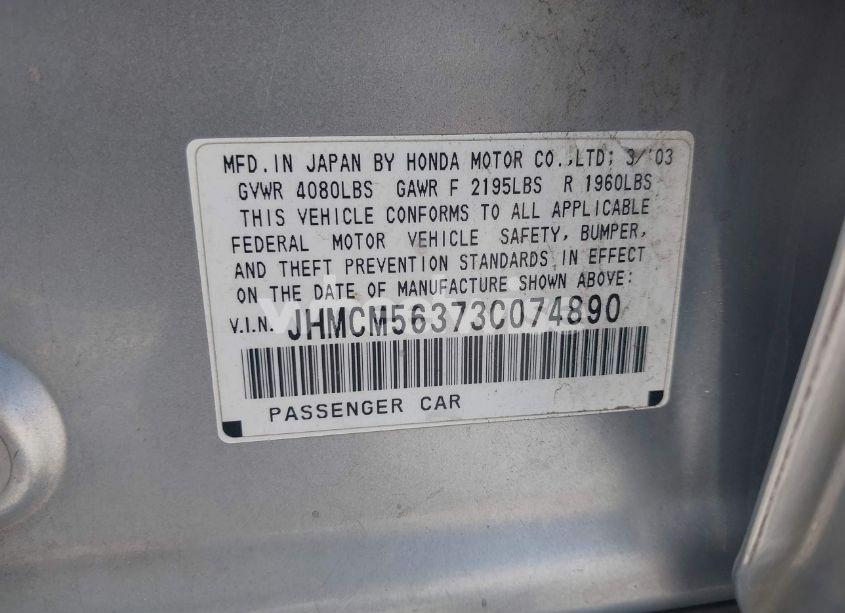 MFD. IN JAPAN BY HONDA MOTOR CO.,LTD; 3/'03
GVWR 4080LBS GAWR F 2195LBS R 1960LBS
THIS VEHICLE CONFORMS TO ALL APPLICABLE
FEDERAL MOTOR VEHICLE SAFETY, BUMPER,
AND THEFT PREVENTION STANDARDS IN EFFECT
ON THE DATE OF MANUFACTURE SHOWN ABOVE:
V.I.N. JHMCM56373C074890
PASSENGER CAR